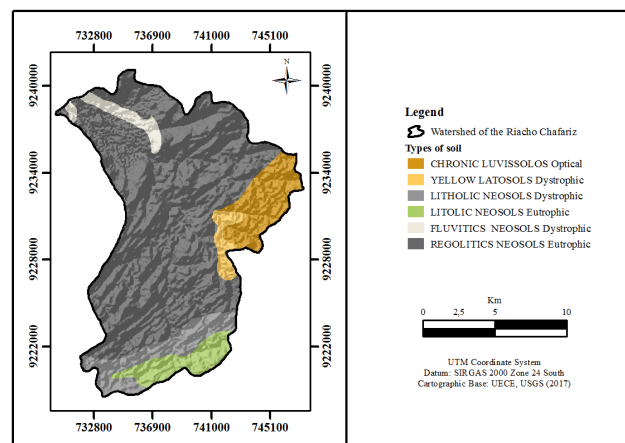 732800 736900 741000 745100
N
9240000
9234000
9228000
9222000
9240000
9234000
9228000
9222000
732800 736900 741000 745100
Legend
Watershed of the Riacho Chafariz
Types of soil
CHRONIC LUVISSOLOS Optical
YELLOW LATOSOLS Dystrophic
LITHOLIC NEOSOLS Dystrophic
LITOLIC NEOSOLS Eutrophic
FLUVITICS NEOSOLS Dystrophic
REGOLITICS NEOSOLS Eutrophic
Km
0 2,5 5 10
UTM Coordinate System
Datum: SIRGAS 2000 Zone 24 South
Cartographic Base: UECE, USGS (2017)